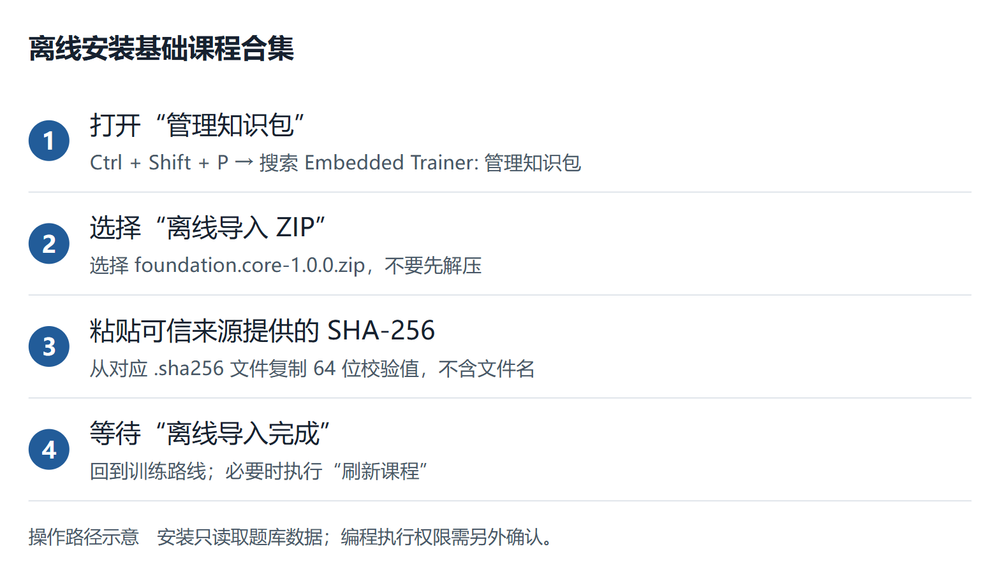 离线安装基础课程合集
1
打开“管理知识包”
Ctrl + Shift + P → 搜索 Embedded Trainer: 管理知识包
2
选择“离线导入 ZIP”
选择 foundation.core-1.0.0.zip，不要先解压
3
粘贴可信来源提供的 SHA-256
从对应 .sha256 文件复制 64 位校验值，不含文件名
4
等待“离线导入完成”
回到训练路线；必要时执行“刷新课程”
操作路径示意　安装只读取题库数据；编程执行权限需另外确认。